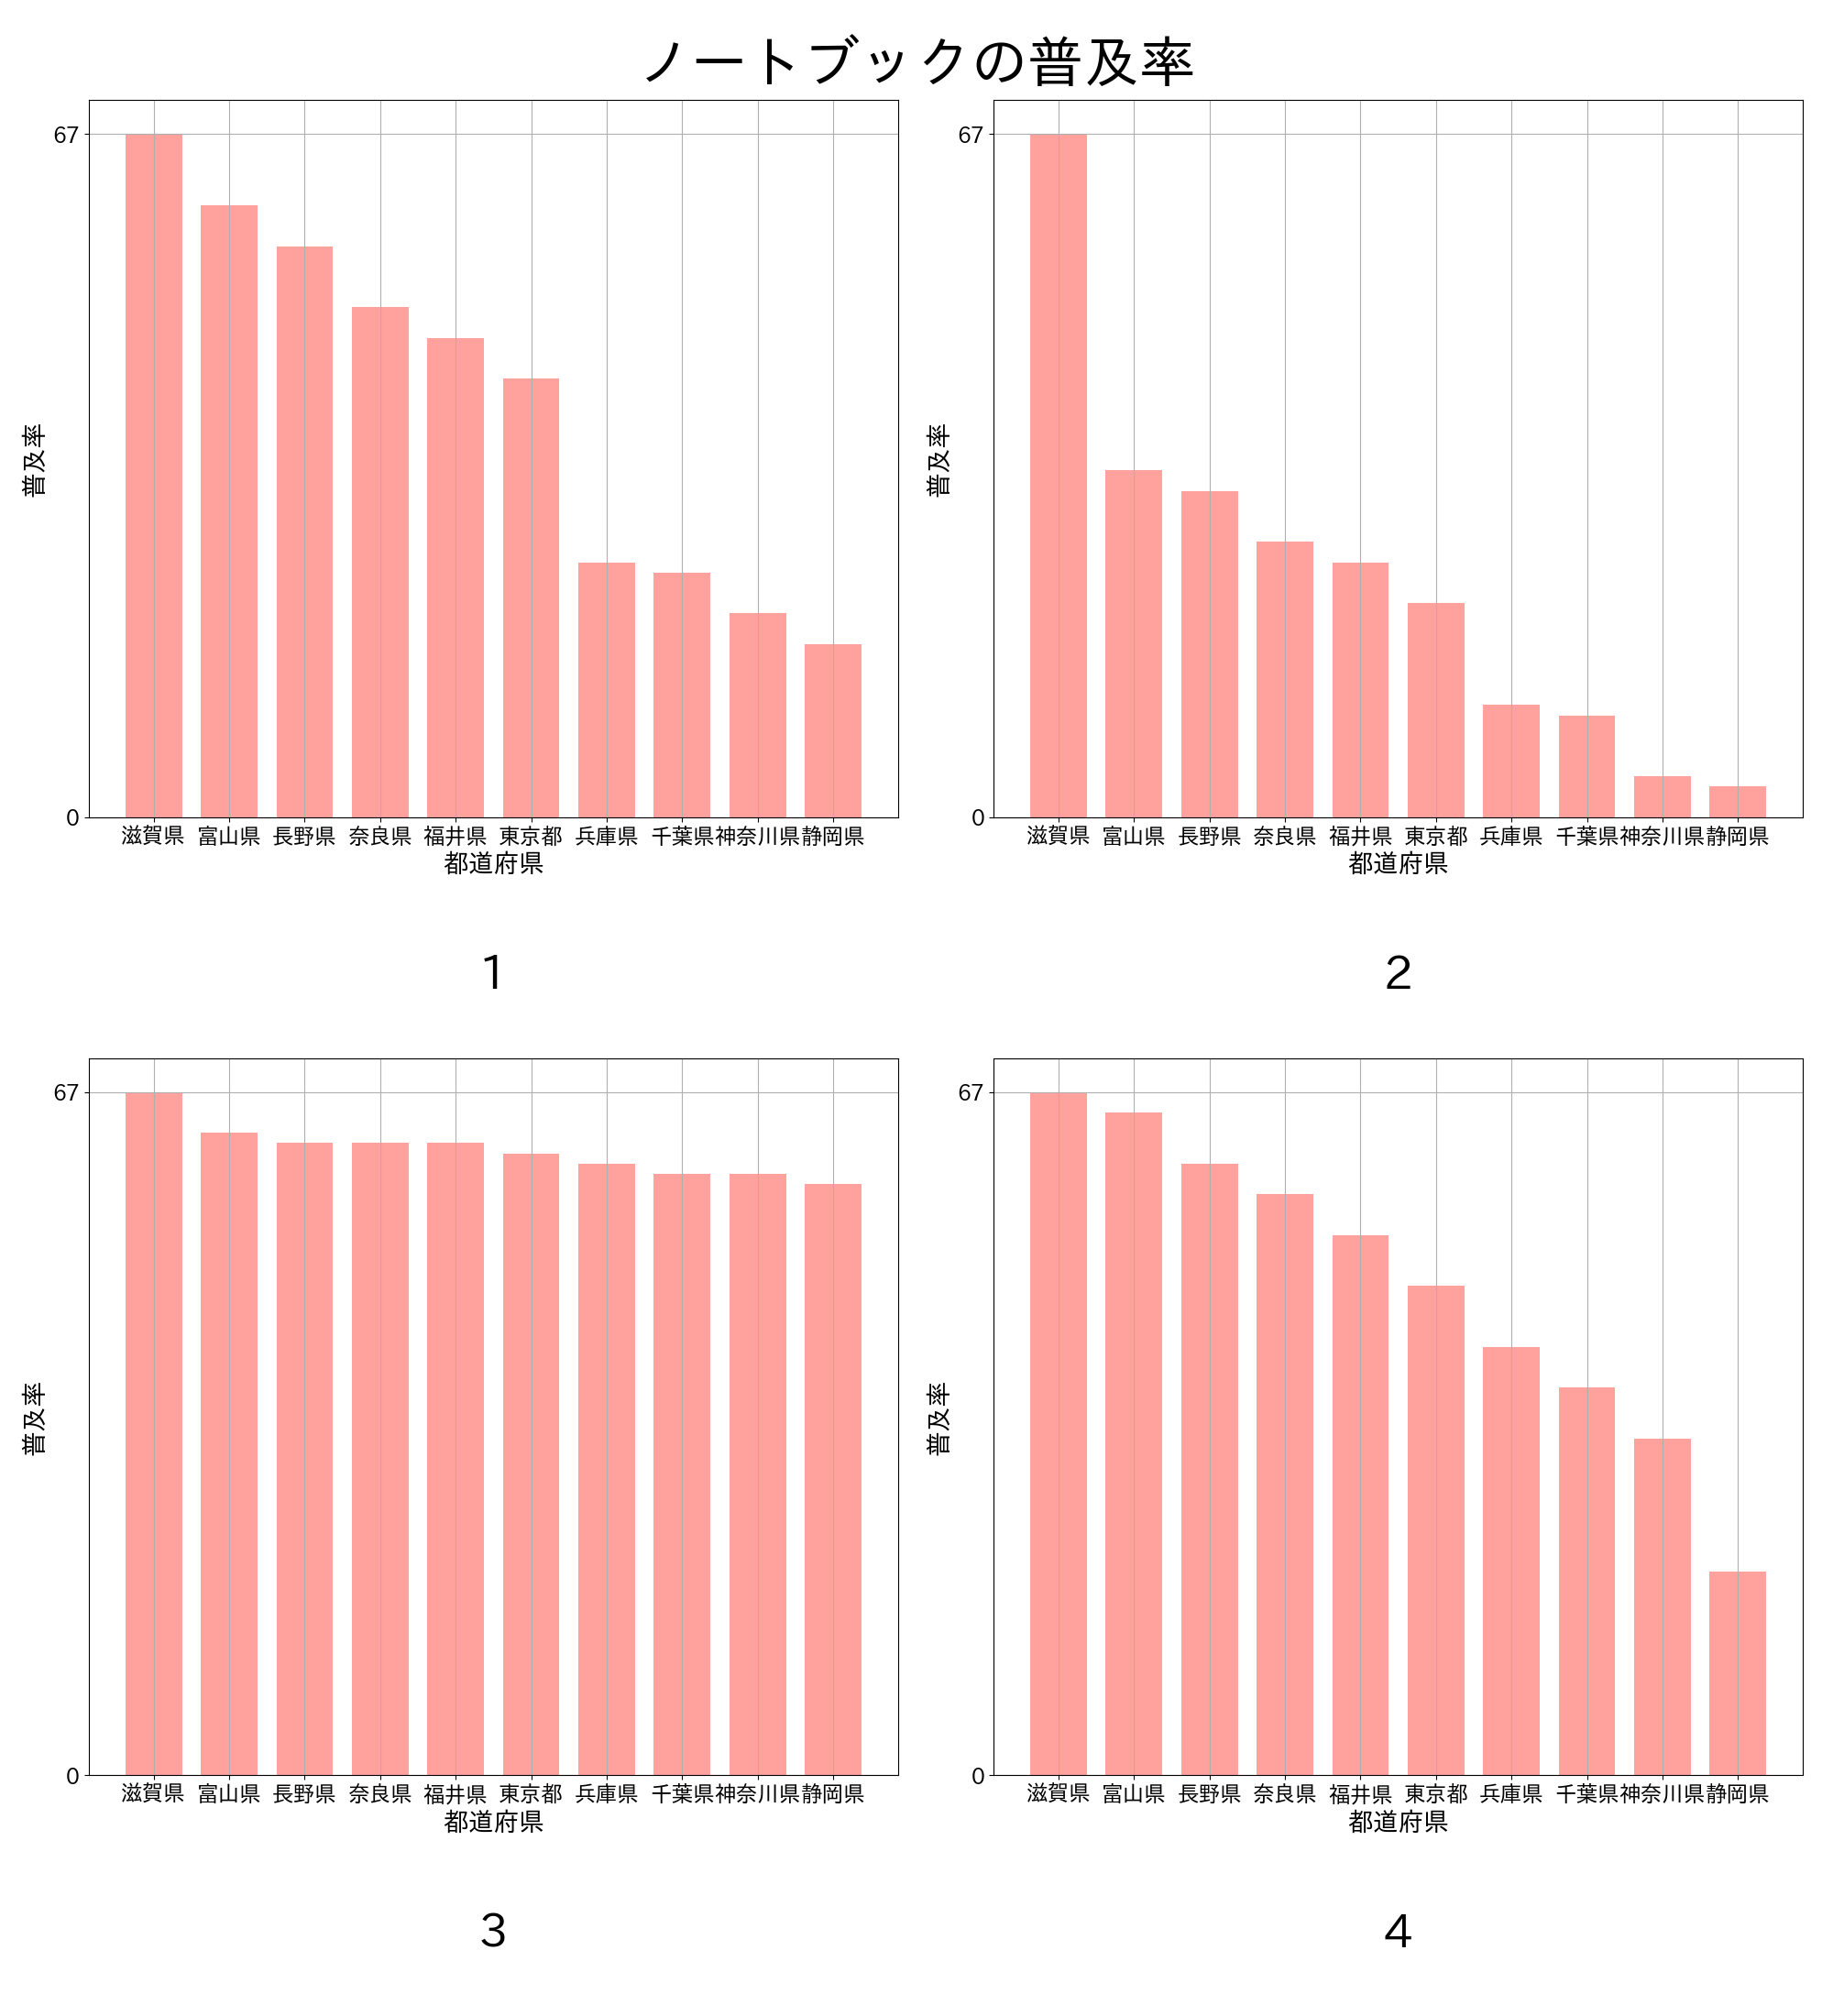 ノートブックの普及率
67
0
普及率
滋賀県 富山県 長野県 奈良県 福井県 東京都 兵庫県 千葉県 神奈川県 静岡県
都道府県
1
67
0
普及率
滋賀県 富山県 長野県 奈良県 福井県 東京都 兵庫県 千葉県 神奈川県 静岡県
都道府県
2
67
0
普及率
滋賀県 富山県 長野県 奈良県 福井県 東京都 兵庫県 千葉県 神奈川県 静岡県
都道府県
3
67
0
普及率
滋賀県 富山県 長野県 奈良県 福井県 東京都 兵庫県 千葉県 神奈川県 静岡県
都道府県
4